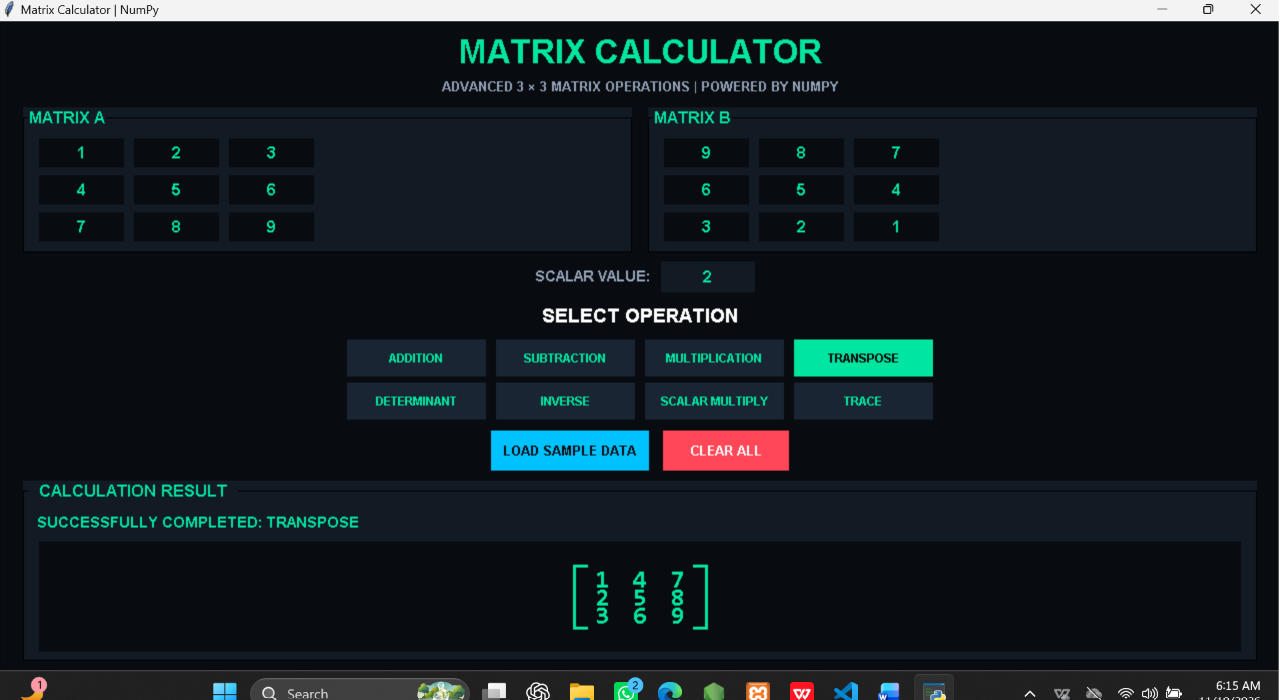 Matrix Calculator | NumPy
MATRIX CALCULATOR
ADVANCED 3 × 3 MATRIX OPERATIONS | POWERED BY NUMPY
MATRIX A
1 2 3
4 5 6
7 8 9
MATRIX B
9 8 7
6 5 4
3 2 1
SCALAR VALUE: 2
SELECT OPERATION
ADDITION SUBTRACTION MULTIPLICATION TRANSPOSE
DETERMINANT INVERSE SCALAR MULTIPLY TRACE
LOAD SAMPLE DATA CLEAR ALL
CALCULATION RESULT
SUCCESSFULLY COMPLETED: TRANSPOSE
1 4 7
2 5 8
3 6 9
1
Search
2
6:15 AM